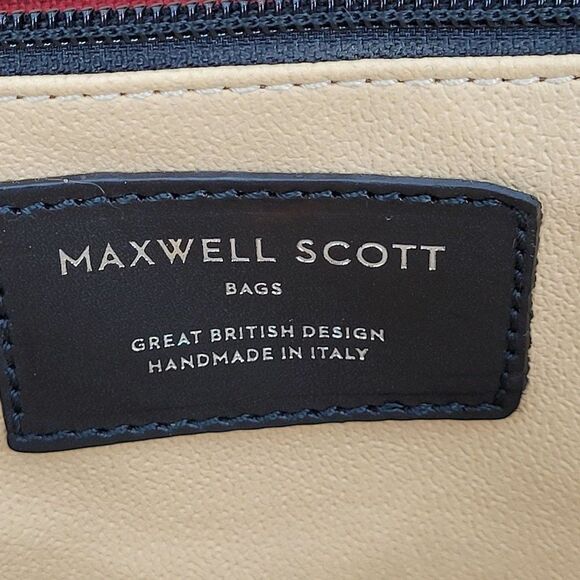 MAXWELL SCOTT
BAGS
GREAT BRITISH DESIGN
HANDMADE IN ITALY